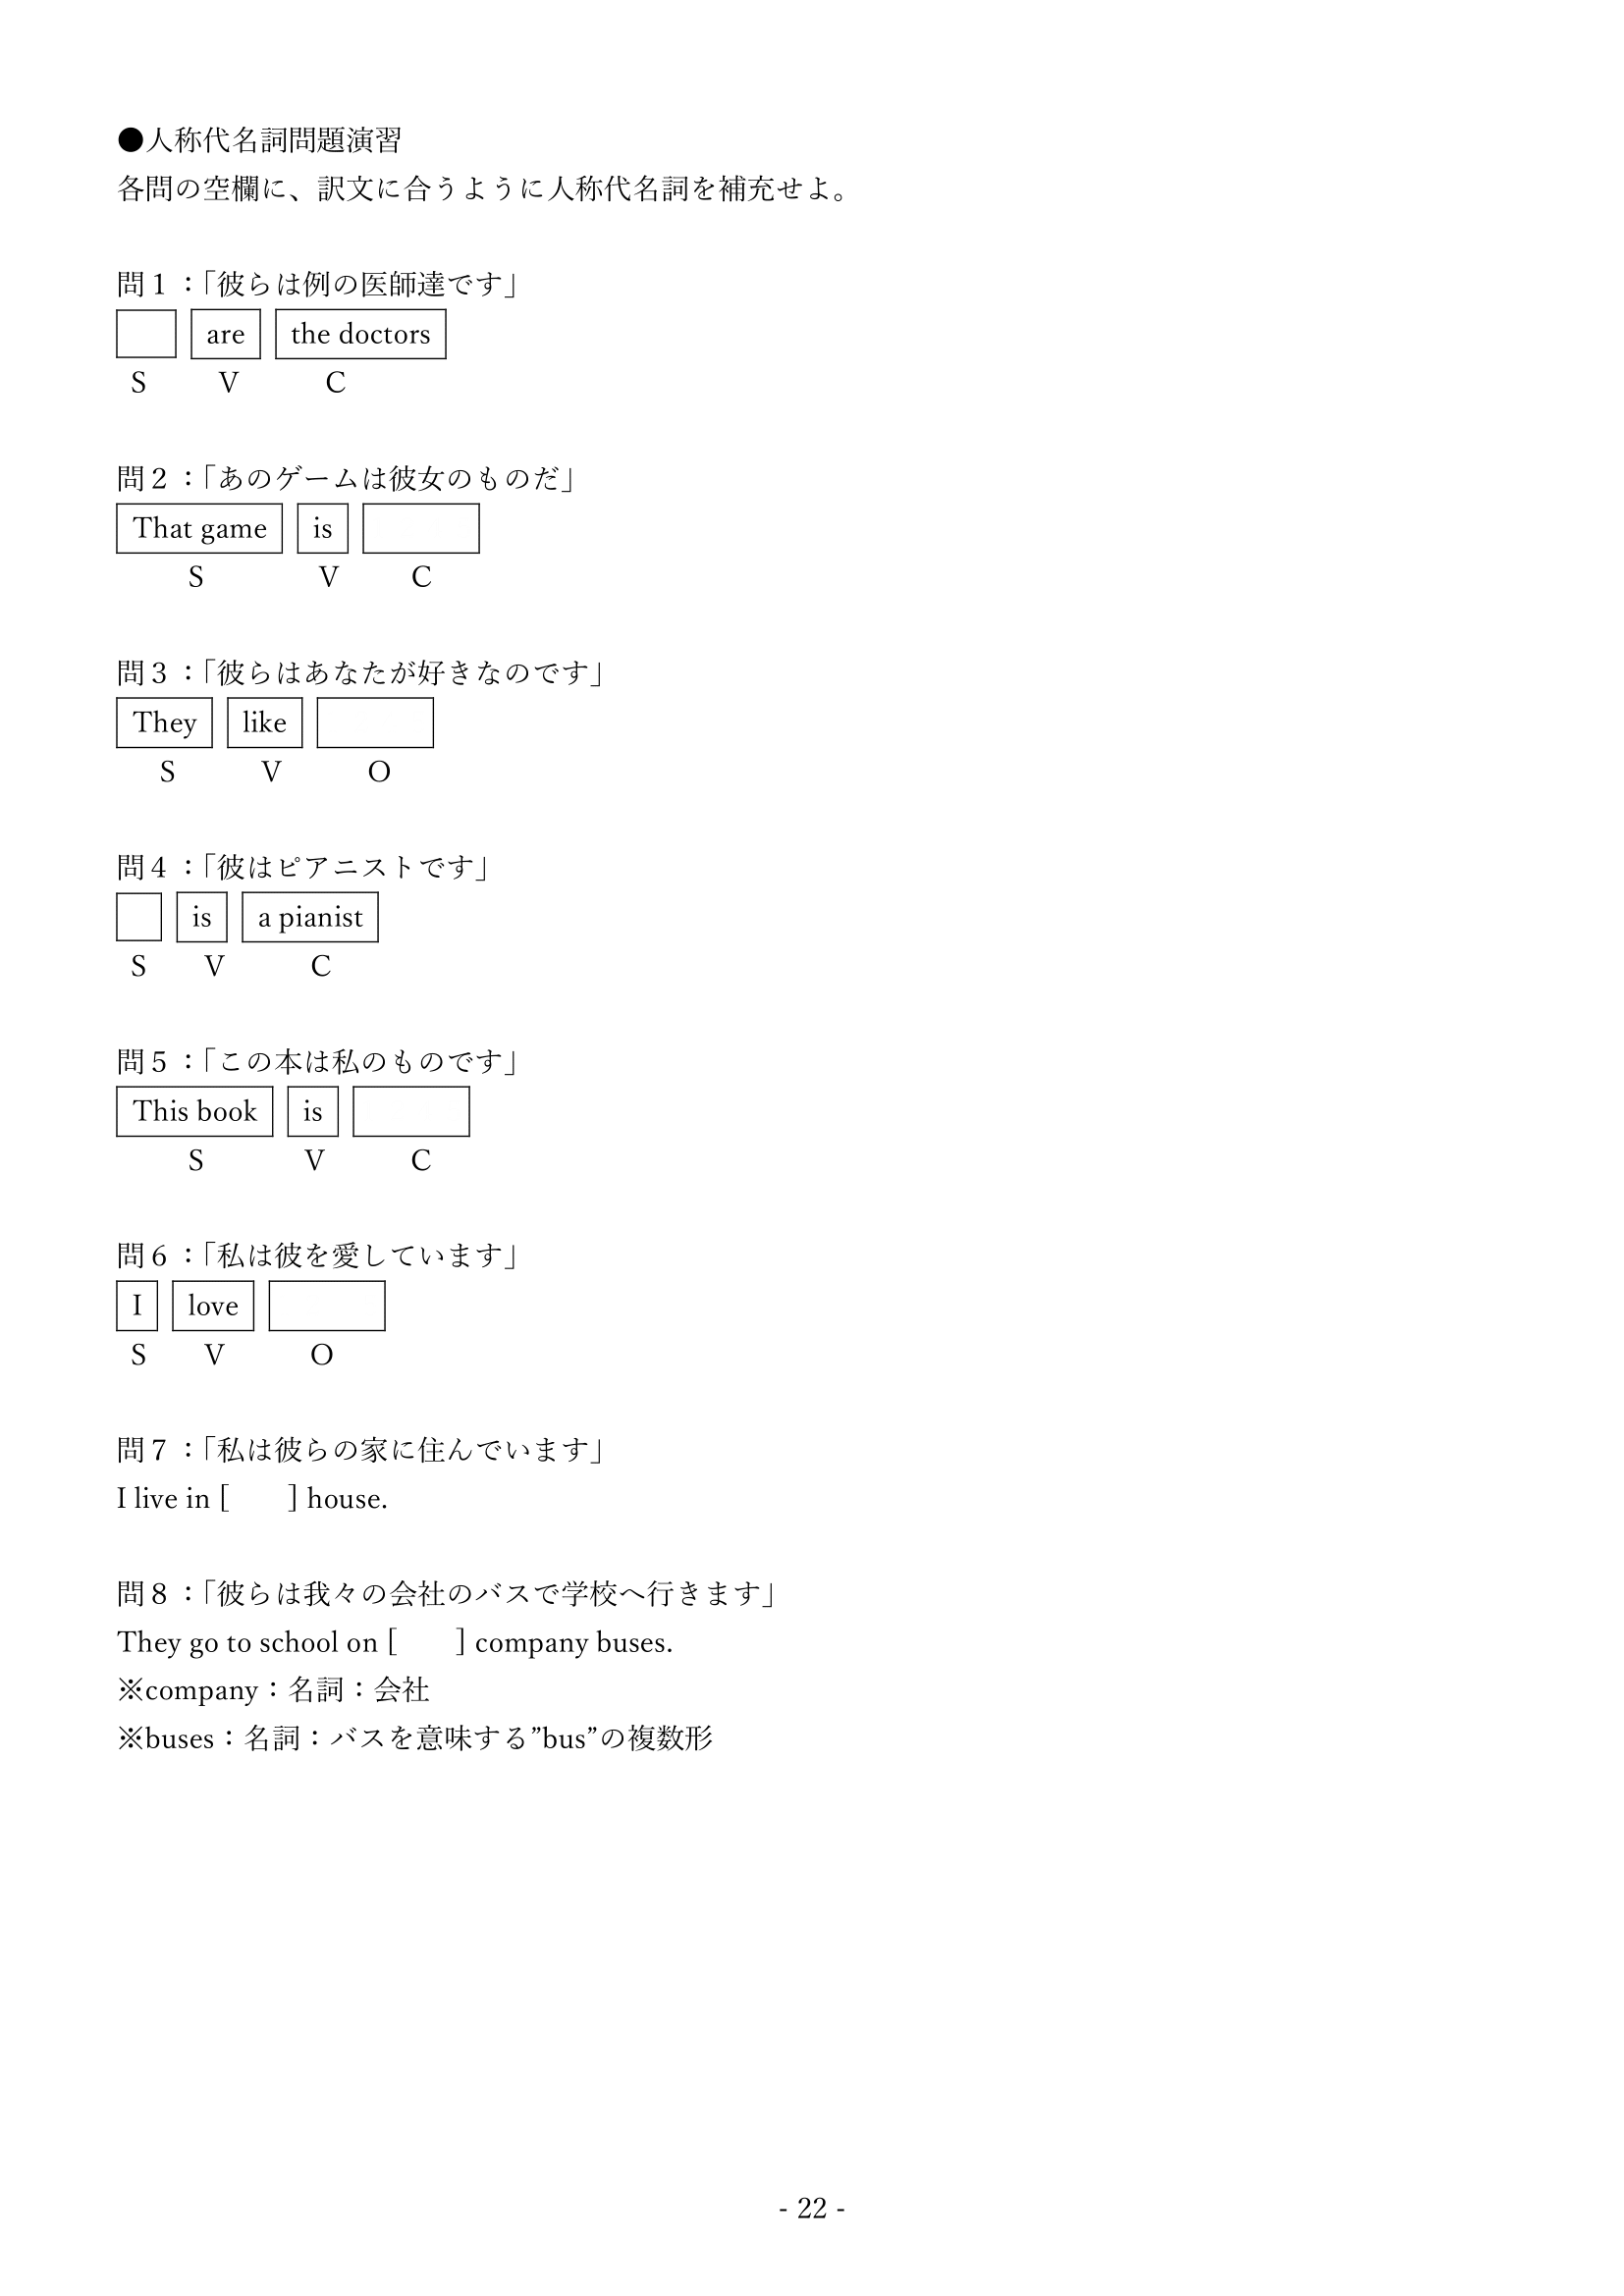 ●人称代名詞問題演習
各問の空欄に、訳文に合うように人称代名詞を補充せよ。
問１：「彼らは例の医師達です」
are the doctors
S V C
問２：「あのゲームは彼女のものだ」
That game is
S V C
問３：「彼らはあなたが好きなのです」
They like
S V O
問４：「彼はピアニストです」
is a pianist
S V C
問５：「この本は私のものです」
This book is
S V C
問６：「私は彼を愛しています」
I love
S V O
問７：「私は彼らの家に住んでいます」
I live in [　　] house.
問８：「彼らは我々の会社のバスで学校へ行きます」
They go to school on [　　] company buses.
※company：名詞：会社
※buses：名詞：バスを意味する”bus”の複数形
- 22 -